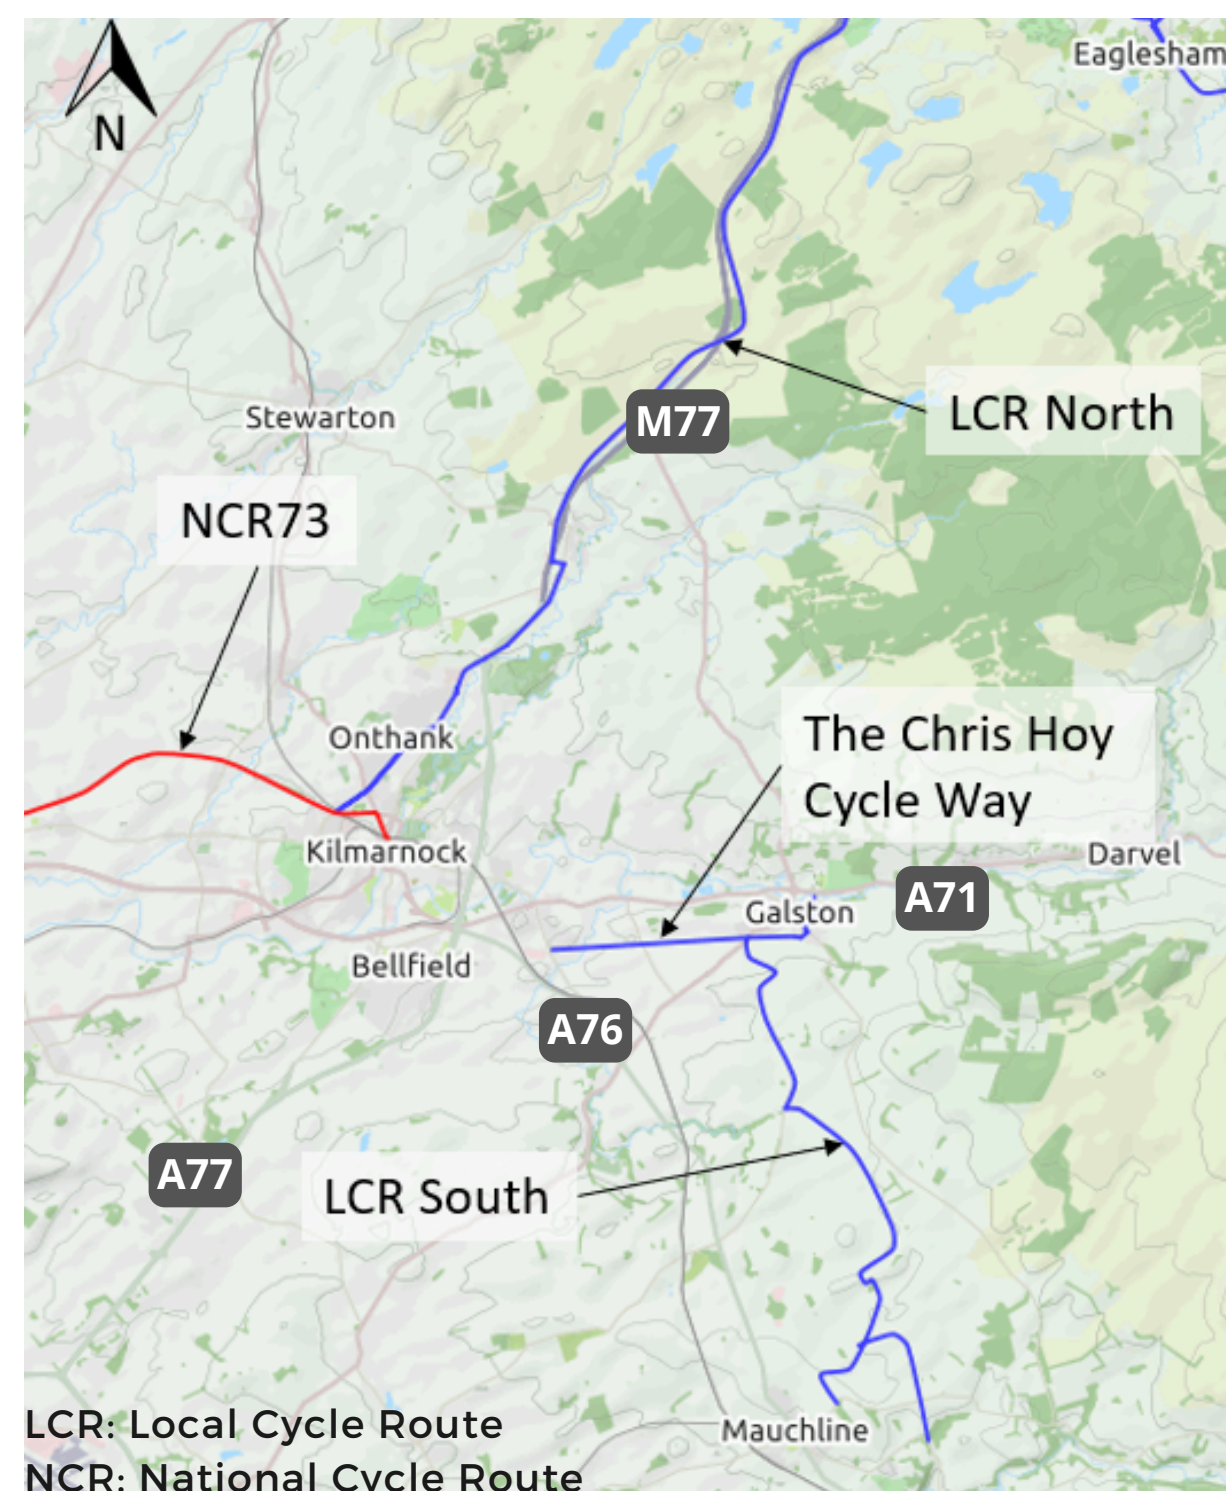 Eaglesham
N
LCR North
M77
Stewarton
NCR73
Onthank
The Chris Hoy
Cycle Way
Kilmarnock
Darvel
A71
Galston
Bellfield
A76
A77
LCR South
Mauchline
LCR: Local Cycle Route
NCR: National Cycle Route